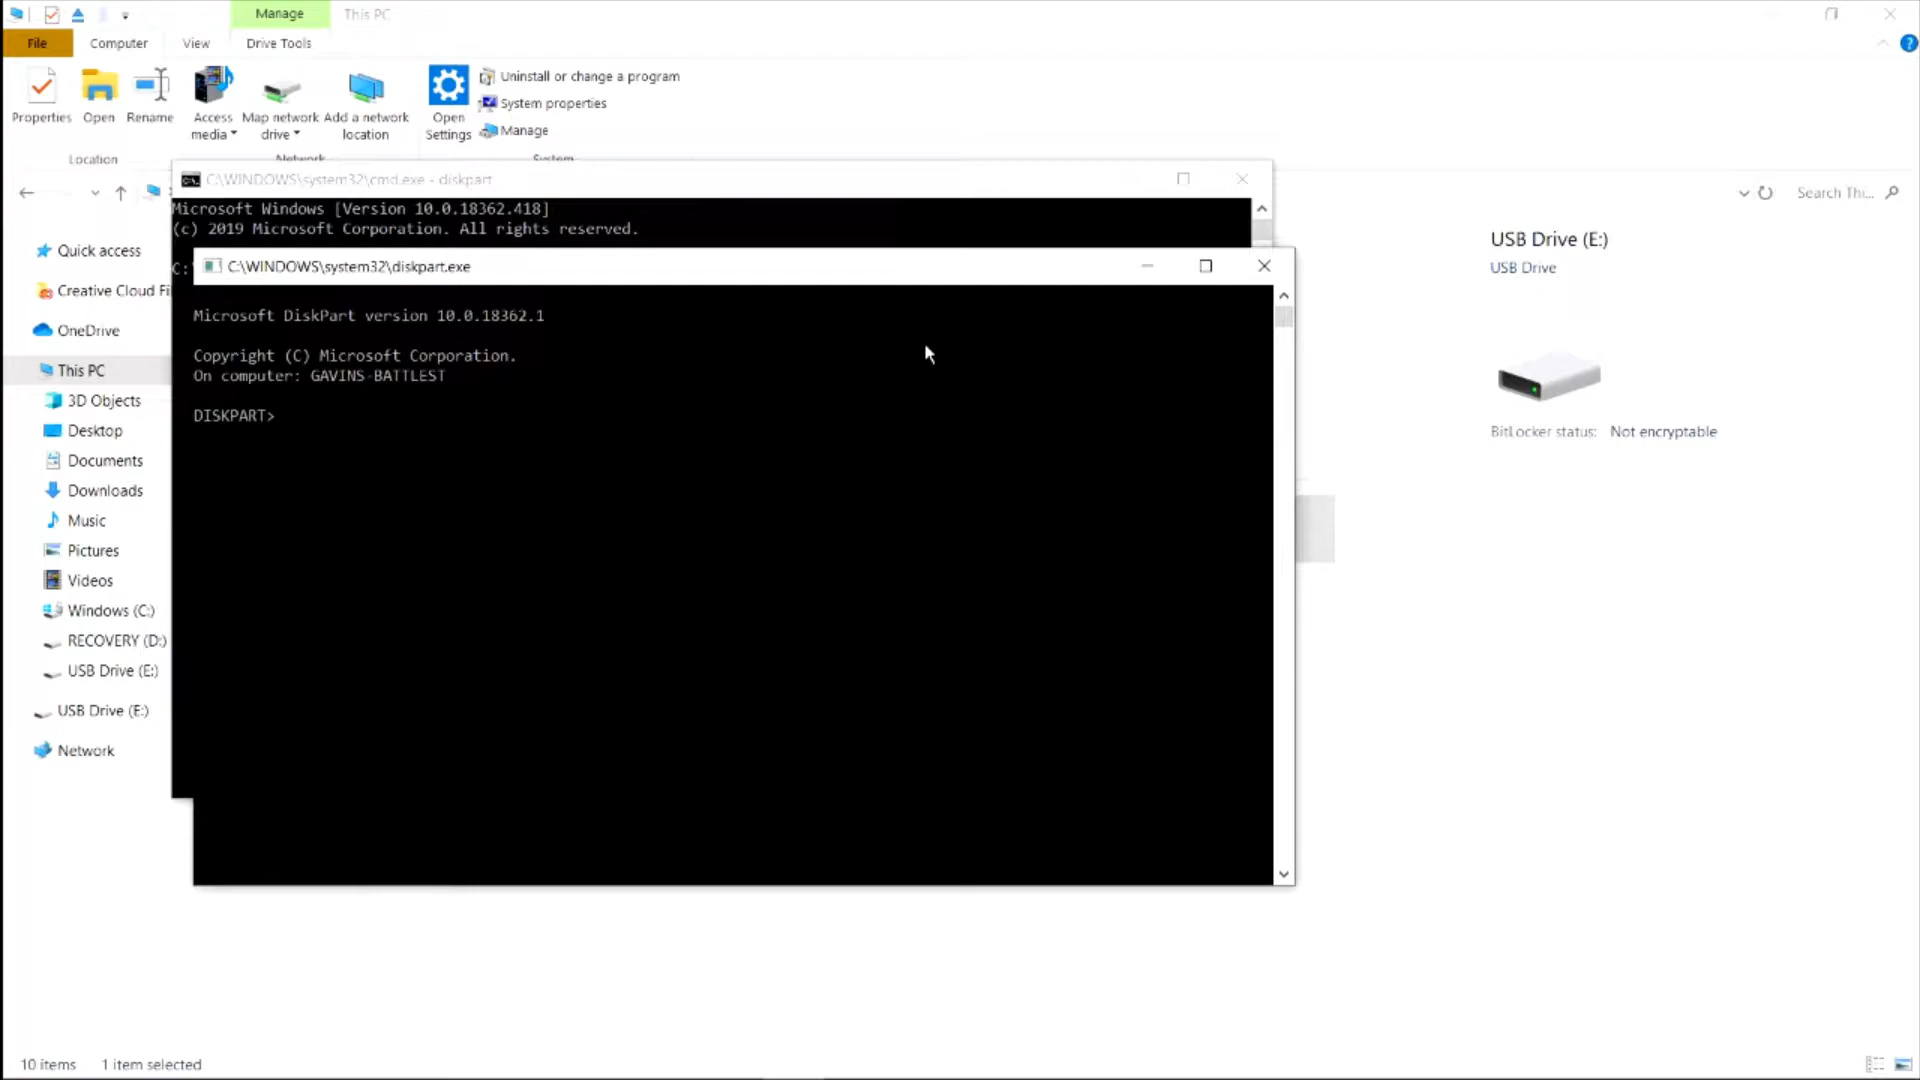 Manage
This PC
File
Computer
View
Drive Tools
Properties
Open
Rename
Access media
Map network drive
Add a network location
Open Settings
Uninstall or change a program
System properties
Manage
Location
Network
System
C:\WINDOWS\system32\cmd.exe - diskpart
Search Thi...
Microsoft Windows [Version 10.0.18362.418]
(c) 2019 Microsoft Corporation. All rights reserved.
C:
C:\WINDOWS\system32\diskpart.exe
Microsoft DiskPart version 10.0.18362.1
Copyright (C) Microsoft Corporation.
On computer: GAVINS-BATTLEST
DISKPART>
Quick access
Creative Cloud Fi
OneDrive
This PC
3D Objects
Desktop
Documents
Downloads
Music
Pictures
Videos
Windows (C:)
RECOVERY (D:)
USB Drive (E:)
USB Drive (E:)
Network
USB Drive (E:)
USB Drive
BitLocker status: Not encryptable
10 items
1 item selected